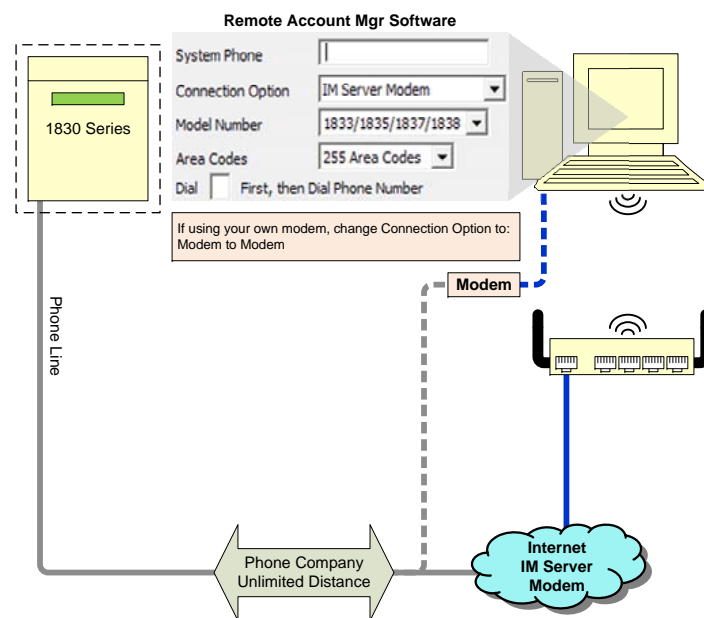 Remote Account Mgr Software
System Phone
Connection Option IM Server Modem
Model Number 1833/1835/1837/1838
Area Codes 255 Area Codes
Dial First, then Dial Phone Number
1830 Series
If using your own modem, change Connection Option to:
Modem to Modem
Modem
Phone Line
Phone Company
Unlimited Distance
Internet
IM Server
Modem